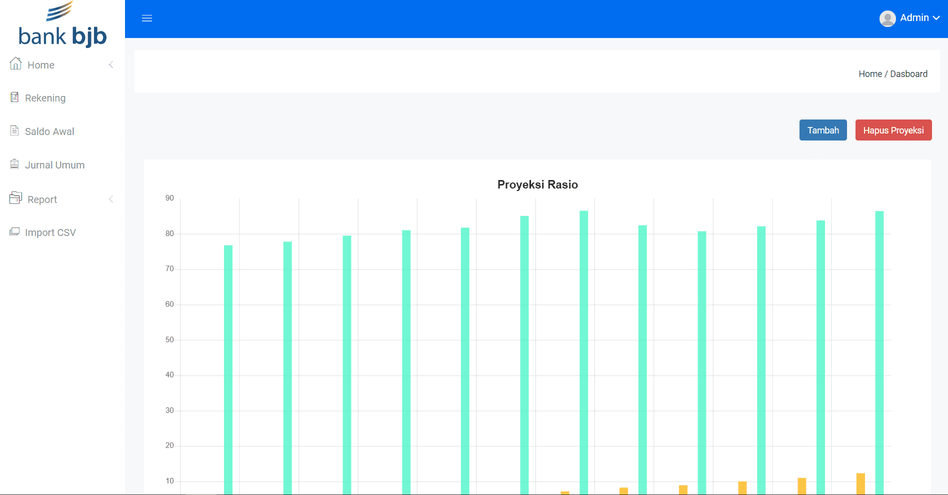 bank bjb
Admin
Home
Rekening
Saldo Awal
Jurnal Umum
Report
Import CSV
Home / Dasboard
Tambah
Hapus Proyeksi
Proyeksi Rasio
90
80
70
60
50
40
30
20
10